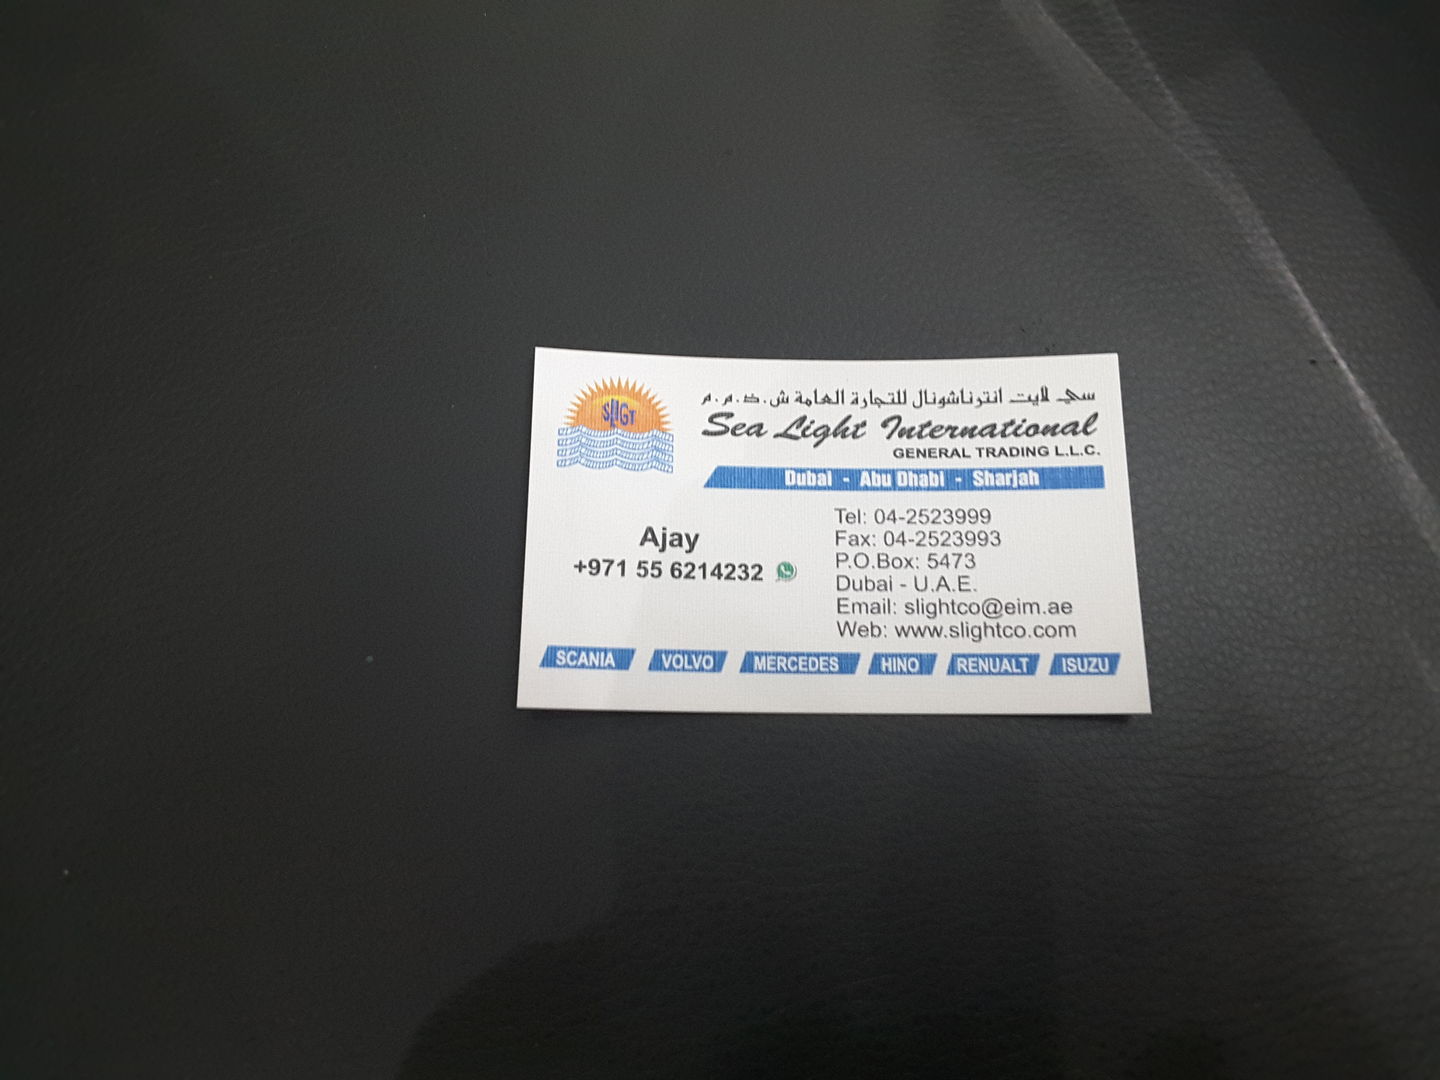 SLIGT
سي لايت انترناشونال للتجارة العامة ش.ذ.م.م
Sea Light International
GENERAL TRADING L.L.C.
Dubai - Abu Dhabi - Sharjah
Ajay
+971 55 6214232
Tel: 04-2523999
Fax: 04-2523993
P.O.Box: 5473
Dubai - U.A.E.
Email: slightco@eim.ae
Web: www.slightco.com
SCANIA VOLVO MERCEDES HINO RENUALT ISUZU